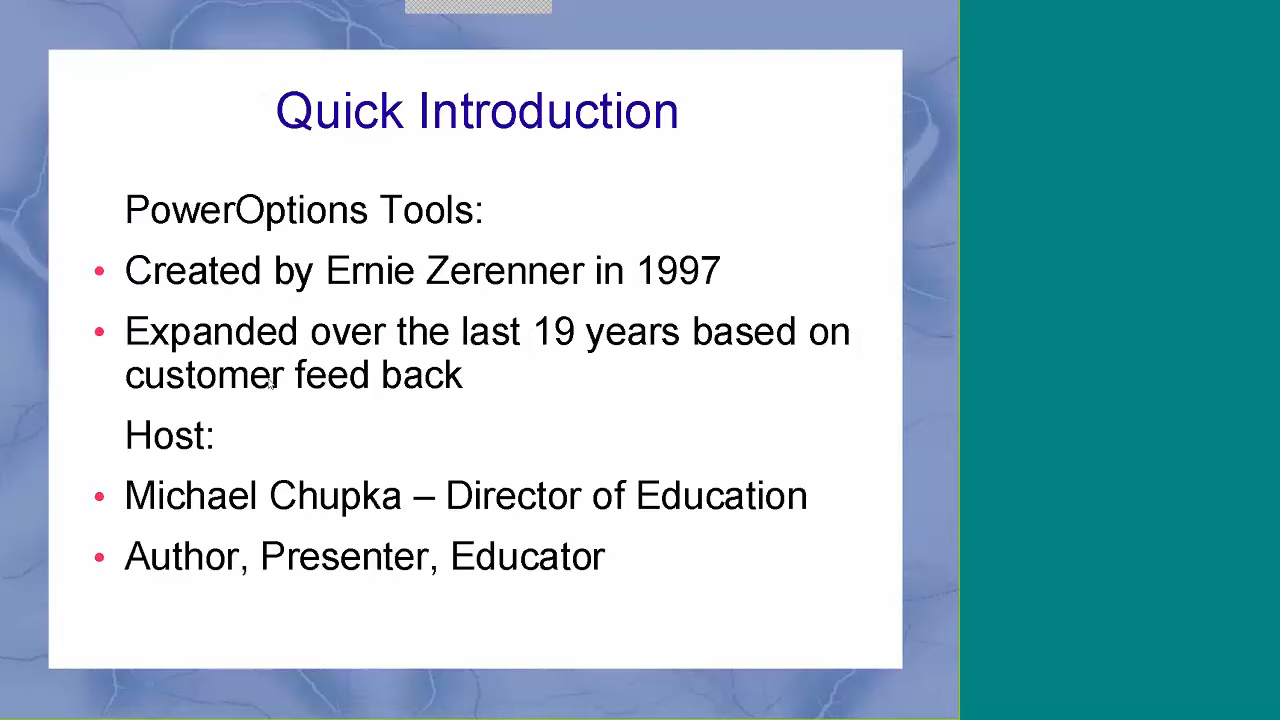 Quick Introduction
PowerOptions Tools:
• Created by Ernie Zerenner in 1997
• Expanded over the last 19 years based on
customer feed back
Host:
• Michael Chupka – Director of Education
• Author, Presenter, Educator